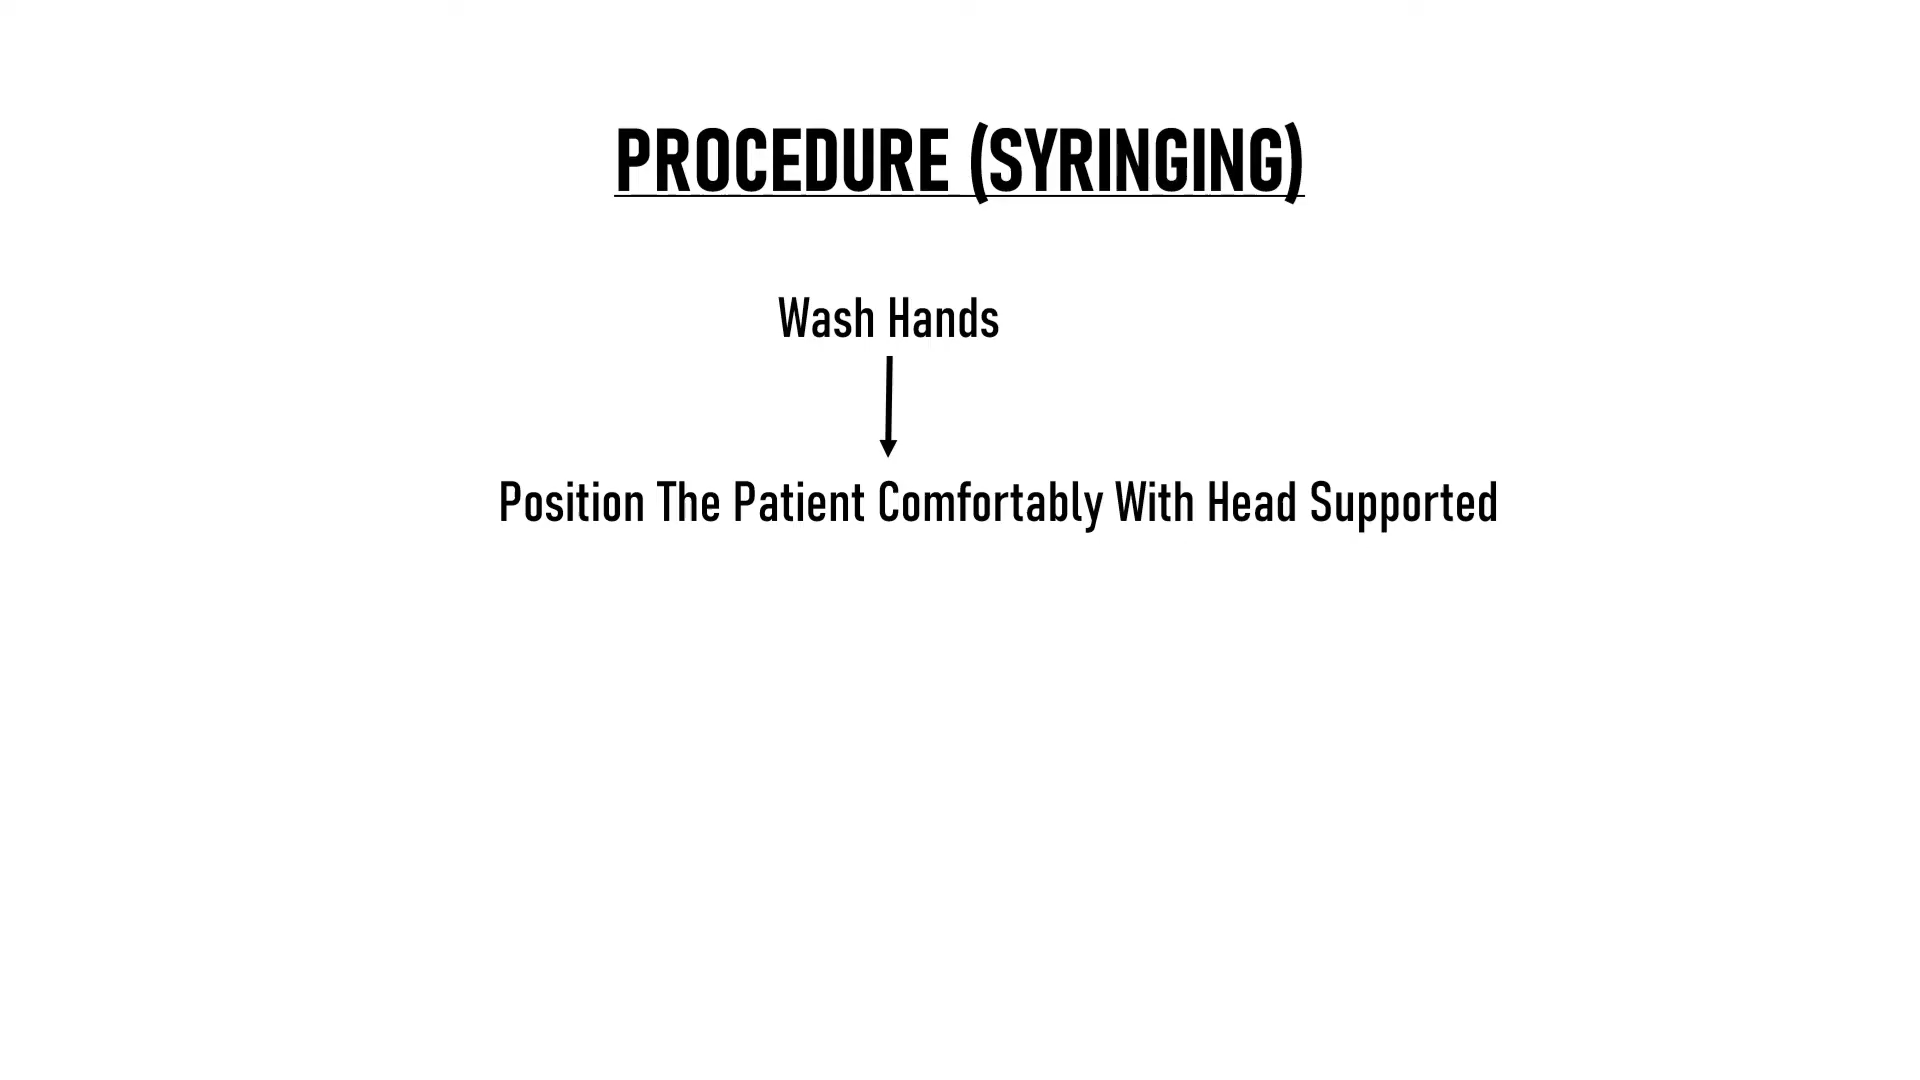 PROCEDURE (SYRINGING)
Wash Hands
Position The Patient Comfortably With Head Supported